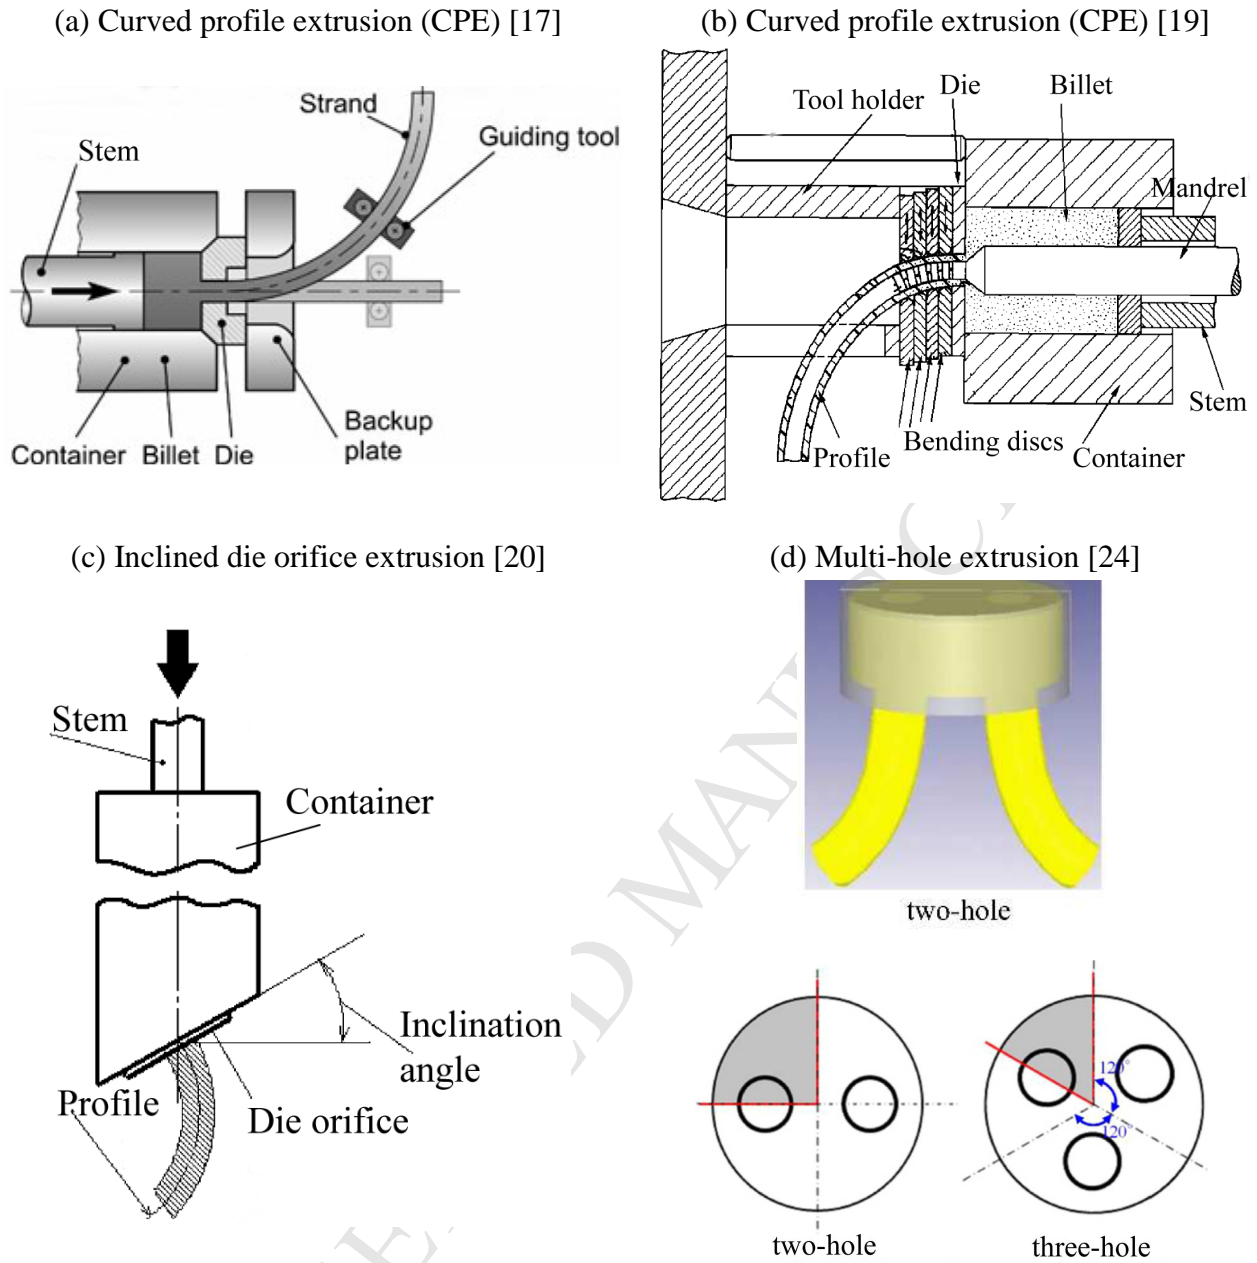 (a) Curved profile extrusion (CPE) [17]
(b) Curved profile extrusion (CPE) [19]
Strand
Guiding tool
Stem
Container
Billet
Die
Backup
plate
Die
Billet
Tool holder
Mandrel
Stem
Profile
Bending discs
Container
(c) Inclined die orifice extrusion [20]
(d) Multi-hole extrusion [24]
Stem
Container
Inclination
angle
Profile
Die orifice
two-hole
120°
120°
two-hole
three-hole